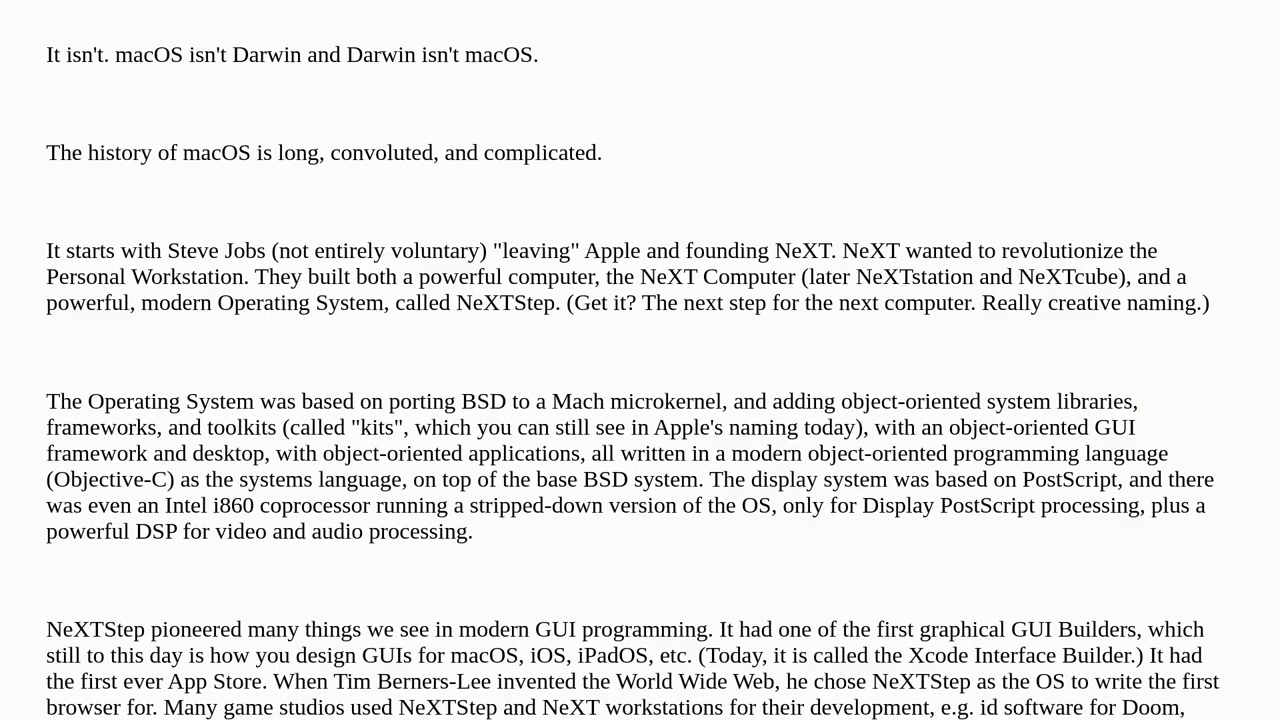 It isn't. macOS isn't Darwin and Darwin isn't macOS.
The history of macOS is long, convoluted, and complicated.
It starts with Steve Jobs (not entirely voluntary) "leaving" Apple and founding NeXT. NeXT wanted to revolutionize the
Personal Workstation. They built both a powerful computer, the NeXT Computer (later NeXTstation and NeXTcube), and a
powerful, modern Operating System, called NeXTStep. (Get it? The next step for the next computer. Really creative naming.)
The Operating System was based on porting BSD to a Mach microkernel, and adding object-oriented system libraries,
frameworks, and toolkits (called "kits", which you can still see in Apple's naming today), with an object-oriented GUI
framework and desktop, with object-oriented applications, all written in a modern object-oriented programming language
(Objective-C) as the systems language, on top of the base BSD system. The display system was based on PostScript, and there
was even an Intel i860 coprocessor running a stripped-down version of the OS, only for Display PostScript processing, plus a
powerful DSP for video and audio processing.
NeXTStep pioneered many things we see in modern GUI programming. It had one of the first graphical GUI Builders, which
still to this day is how you design GUIs for macOS, iOS, iPadOS, etc. (Today, it is called the Xcode Interface Builder.) It had
the first ever App Store. When Tim Berners-Lee invented the World Wide Web, he chose NeXTStep as the OS to write the first
browser for. Many game studios used NeXTStep and NeXT workstations for their development, e.g. id software for Doom,